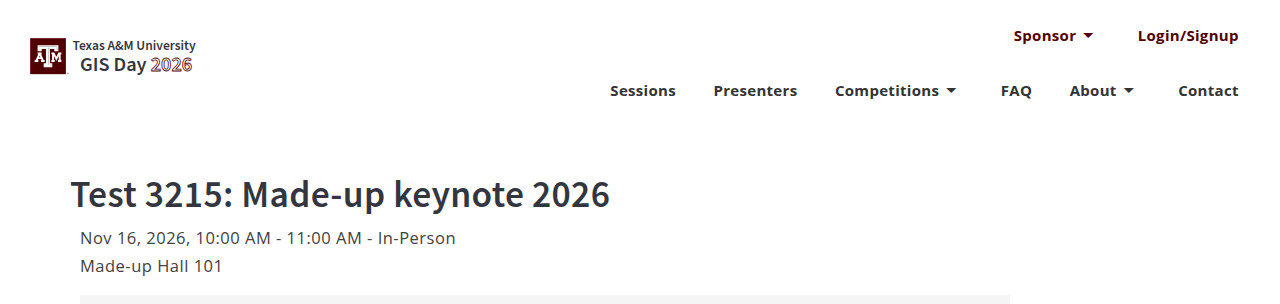 Texas A&M University
GIS Day 2026
Sponsor
Login/Signup
Sessions
Presenters
Competitions
FAQ
About
Contact
Test 3215: Made-up keynote 2026
Nov 16, 2026, 10:00 AM - 11:00 AM - In-Person
Made-up Hall 101